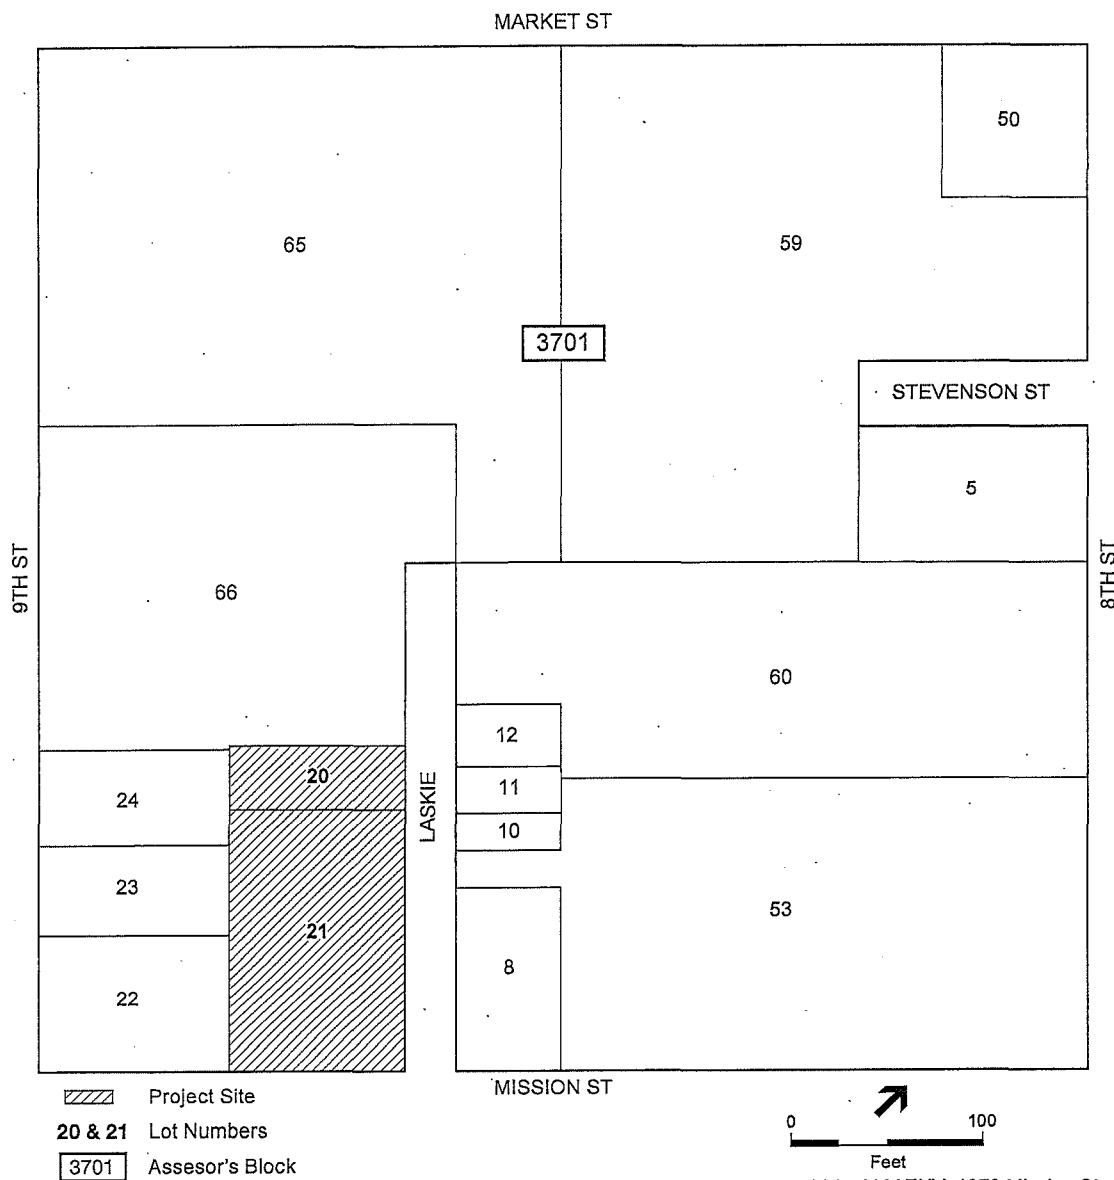 MARKET ST
50
65
59
3701
STEVENSON ST
5
9TH ST
8TH ST
66
60
12
20
11
24
LASKIE
10
23
53
21
8
22
MISSION ST
Project Site
20 & 21 Lot Numbers
3701 Assesor's Block
0 100
Feet